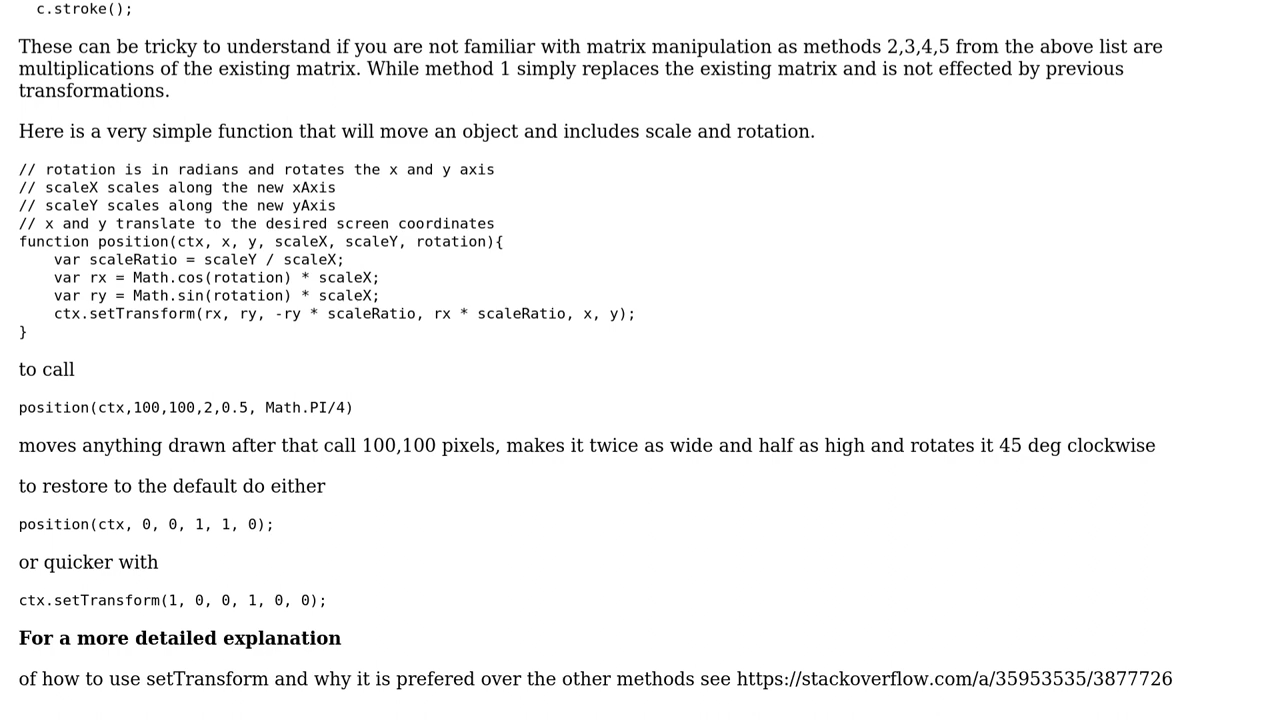 c.stroke();
These can be tricky to understand if you are not familiar with matrix manipulation as methods 2,3,4,5 from the above list are
multiplications of the existing matrix. While method 1 simply replaces the existing matrix and is not effected by previous
transformations.
Here is a very simple function that will move an object and includes scale and rotation.
// rotation is in radians and rotates the x and y axis
// scaleX scales along the new xAxis
// scaleY scales along the new yAxis
// x and y translate to the desired screen coordinates
function position(ctx, x, y, scaleX, scaleY, rotation){
    var scaleRatio = scaleY / scaleX;
    var rx = Math.cos(rotation) * scaleX;
    var ry = Math.sin(rotation) * scaleX;
    ctx.setTransform(rx, ry, -ry * scaleRatio, rx * scaleRatio, x, y);
}
to call
position(ctx,100,100,2,0.5, Math.PI/4)
moves anything drawn after that call 100,100 pixels, makes it twice as wide and half as high and rotates it 45 deg clockwise
to restore to the default do either
position(ctx, 0, 0, 1, 1, 0);
or quicker with
ctx.setTransform(1, 0, 0, 1, 0, 0);
For a more detailed explanation
of how to use setTransform and why it is prefered over the other methods see https://stackoverflow.com/a/35953535/3877726